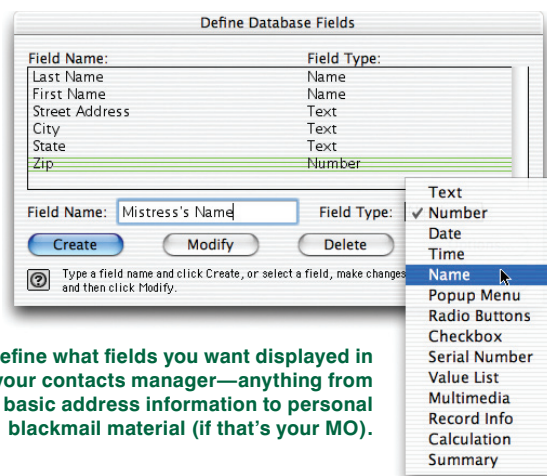 Define Database Fields
Field Name: Field Type:
Last Name Name
First Name Name
Street Address Text
City Text
State Text
Zip Number
Field Name: Mistress's Name Field Type:
Create Modify Delete
? Type a field name and click Create, or select a field, make changes
and then click Modify.
Text
✓ Number
Date
Time
Name
Popup Menu
Radio Buttons
Checkbox
Serial Number
Value List
Multimedia
Record Info
Calculation
Summary
efine what fields you want displayed in
your contacts manager—anything from
basic address information to personal
blackmail material (if that's your MO).